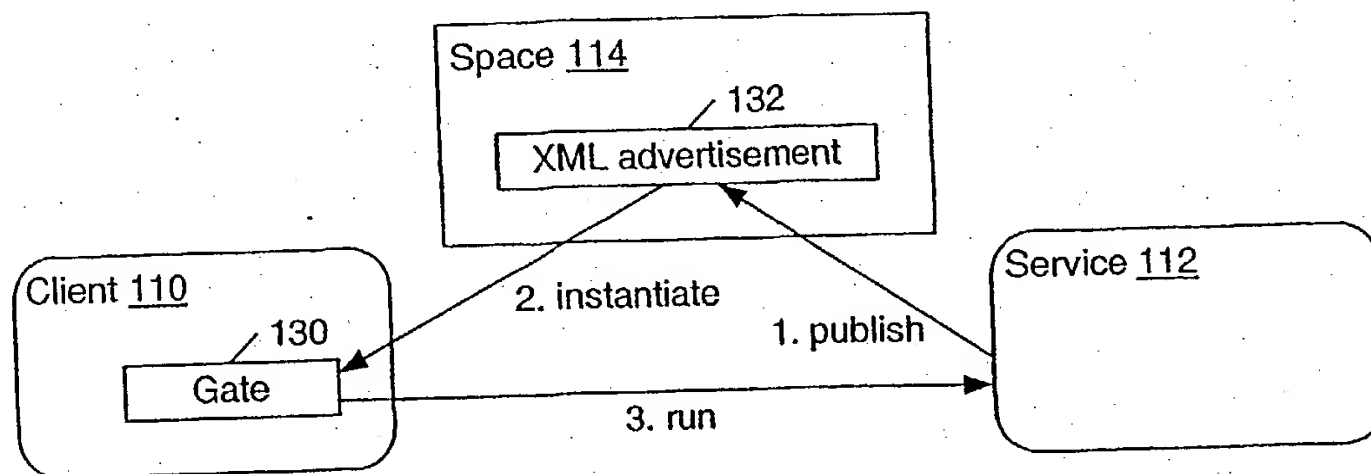 Space 114
132
XML advertisement
Client 110
2. instantiate
Service 112
130
1. publish
Gate
3. run